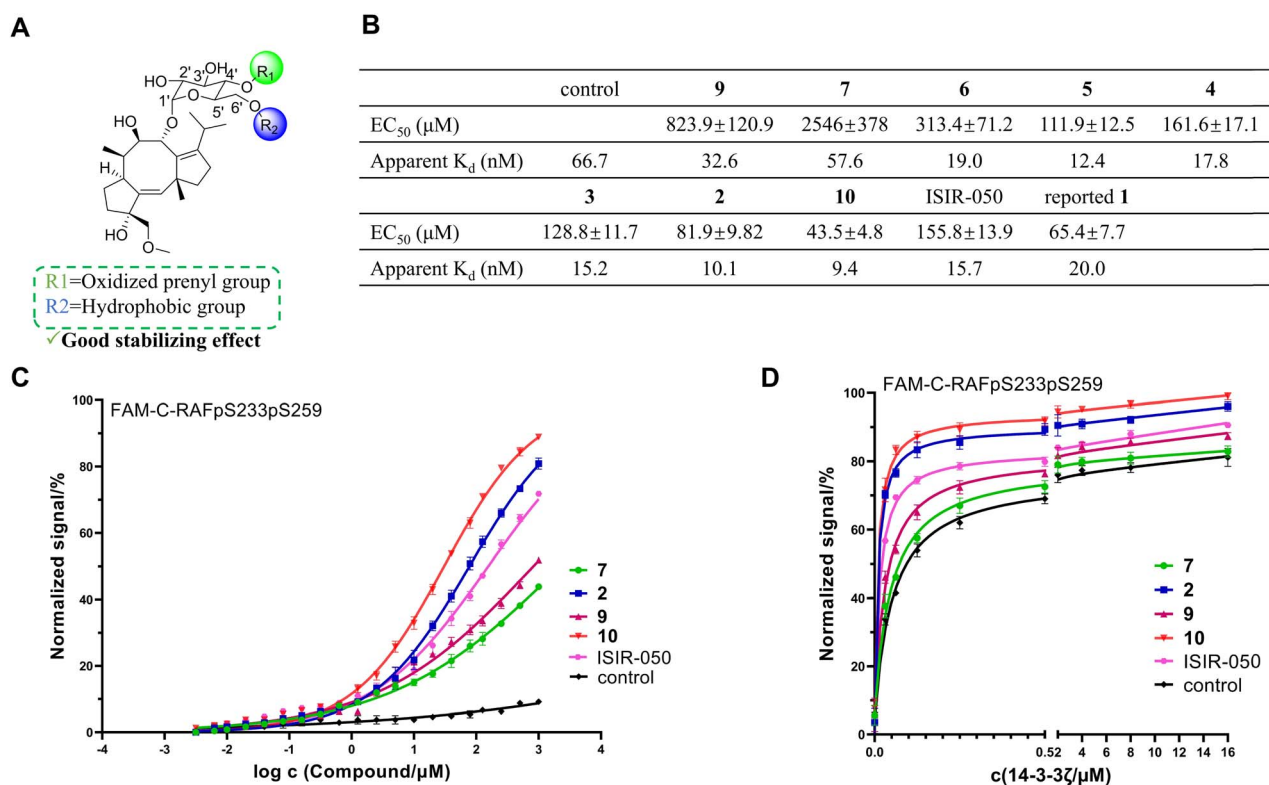 A
2'
OH
HO
3'
4'
O
R1
1'
O
5'
6'
O
R2
HO
O
H
HO
O
R1=Oxidized prenyl group
R2=Hydrophobic group
✓Good stabilizing effect
B
control 9 7 6 5 4
EC50 (μM) 823.9±120.9 2546±378 313.4±71.2 111.9±12.5 161.6±17.1
Apparent Kd (nM) 66.7 32.6 57.6 19.0 12.4 17.8
3 2 10 ISIR-050 reported 1
EC50 (μM) 128.8±11.7 81.9±9.82 43.5±4.8 155.8±13.9 65.4±7.7
Apparent Kd (nM) 15.2 10.1 9.4 15.7 20.0
C
FAM-C-RAFpS233pS259
Normalized signal/%
100
80
60
40
20
0
-4 -3 -2 -1 0 1 2 3 4
log c (Compound/μM)
7
2
9
10
ISIR-050
control
D
FAM-C-RAFpS233pS259
Normalized signal/%
100
80
60
40
20
0
0.0 0.52 4 6 8 10 12 14 16
c(14-3-3ζ/μM)
7
2
9
10
ISIR-050
control